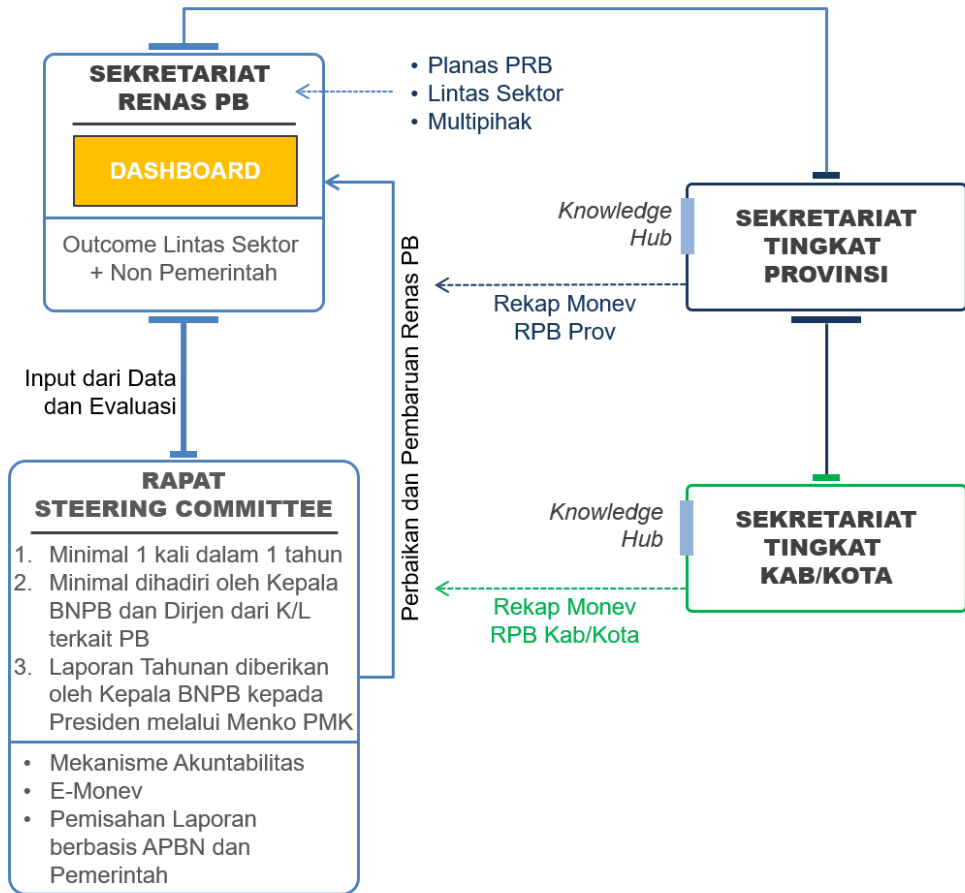 SEKRETARIAT
RENAS PB
DASHBOARD
Outcome Lintas Sektor
+ Non Pemerintah
• Planas PRB
• Lintas Sektor
• Multipihak
Knowledge
Hub
SEKRETARIAT
TINGKAT
PROVINSI
Rekap Monev
RPB Prov
Perbaikan dan Pembaruan Renas PB
Input dari Data
dan Evaluasi
RAPAT
STEERING COMMITTEE
1. Minimal 1 kali dalam 1 tahun
2. Minimal dihadiri oleh Kepala
BNPB dan Dirjen dari K/L
terkait PB
3. Laporan Tahunan diberikan
oleh Kepala BNPB kepada
Presiden melalui Menko PMK
• Mekanisme Akuntabilitas
• E-Monev
• Pemisahan Laporan
berbasis APBN dan
Pemerintah
Knowledge
Hub
SEKRETARIAT
TINGKAT
KAB/KOTA
Rekap Monev
RPB Kab/Kota